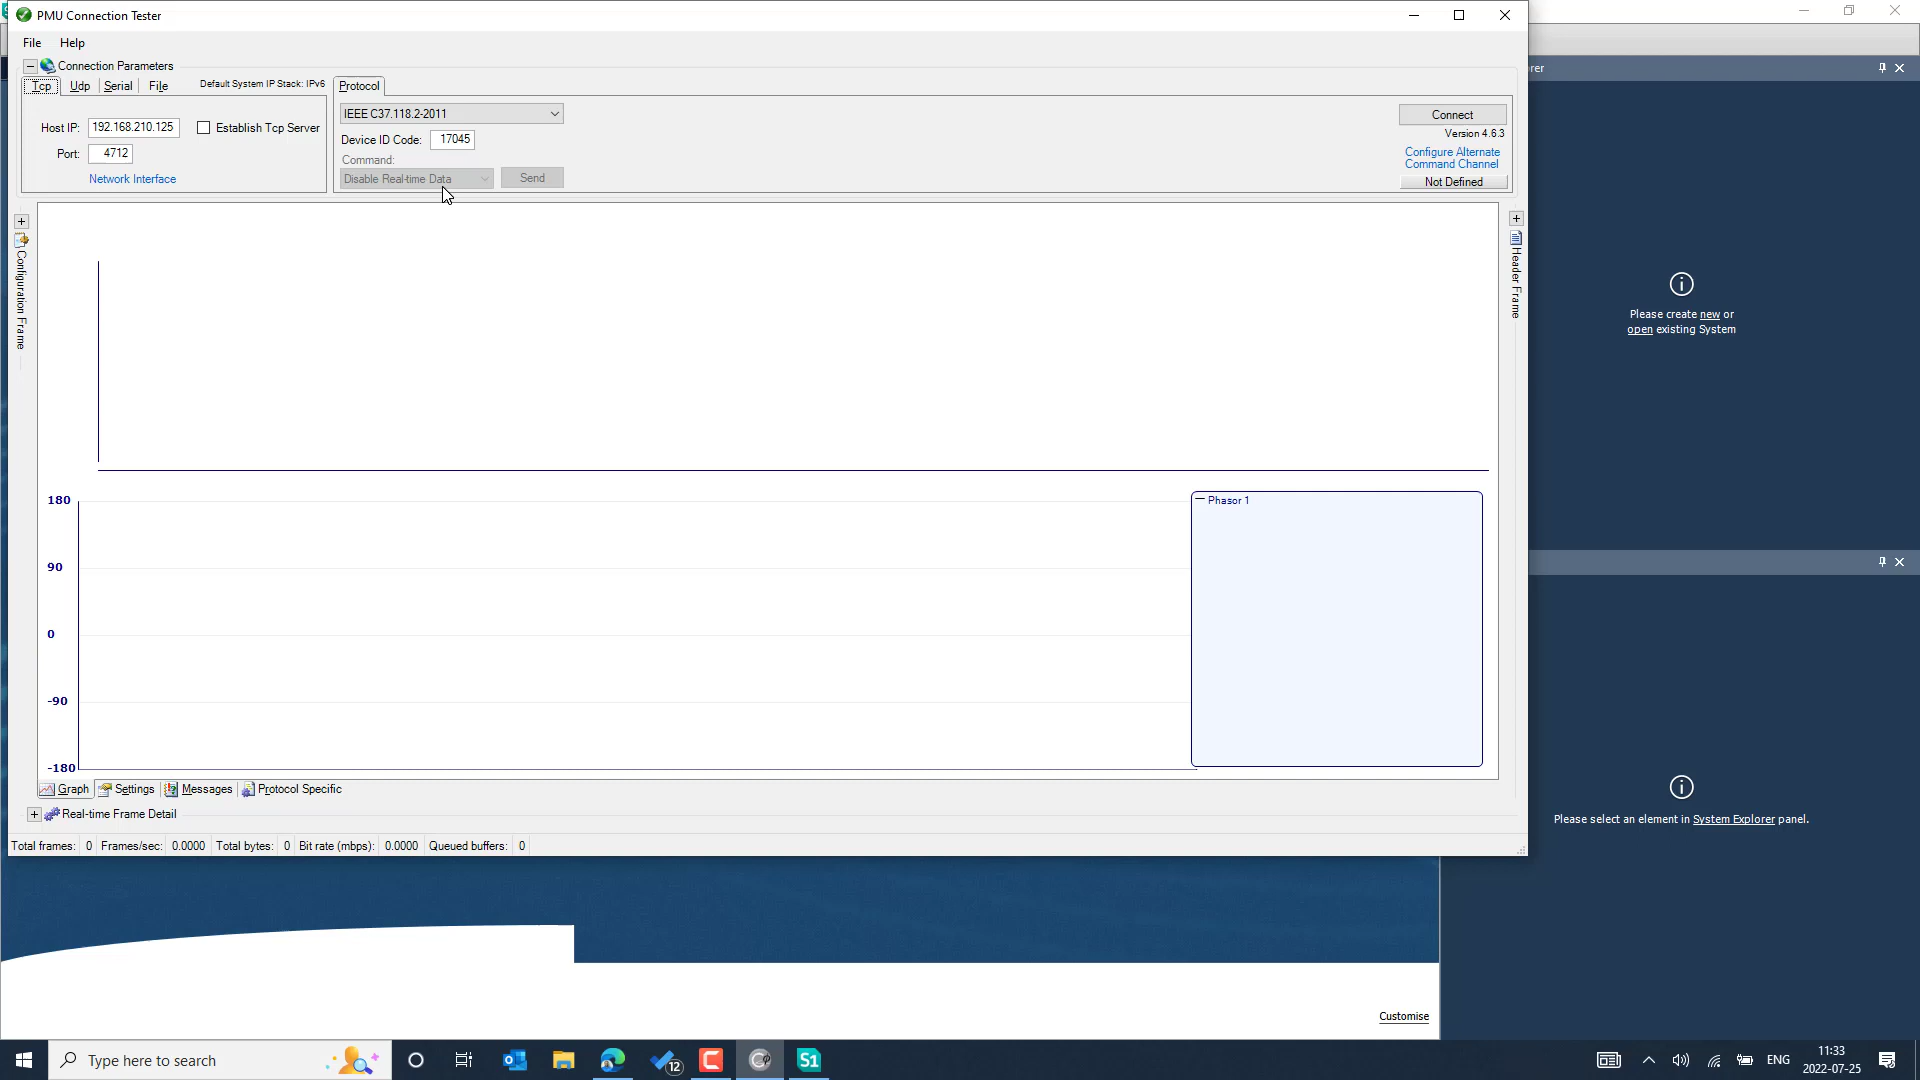 PMU Connection Tester
File Help
Connection Parameters
Tcp Udp Serial File Default System IP Stack: IPv6 Protocol
Host IP: 192.168.210.125 Establish Tcp Server
Port: 4712
Network Interface
IEEE C37.118.2-2011
Device ID Code: 17045
Command:
Disable Real-time Data Send
Connect
Version 4.6.3
Configure Alternate
Command Channel
Not Defined
Configuration Frame
Header Frame
180
90
0
-90
-180
Phasor 1
Graph Settings Messages Protocol Specific
Real-time Frame Detail
Total frames: 0 Frames/sec: 0.0000 Total bytes: 0 Bit rate (mbps): 0.0000 Queued buffers: 0
rer
Please create new or
open existing System
Please select an element in System Explorer panel.
Customise
Type here to search
12
S1
ENG
11:33
2022-07-25